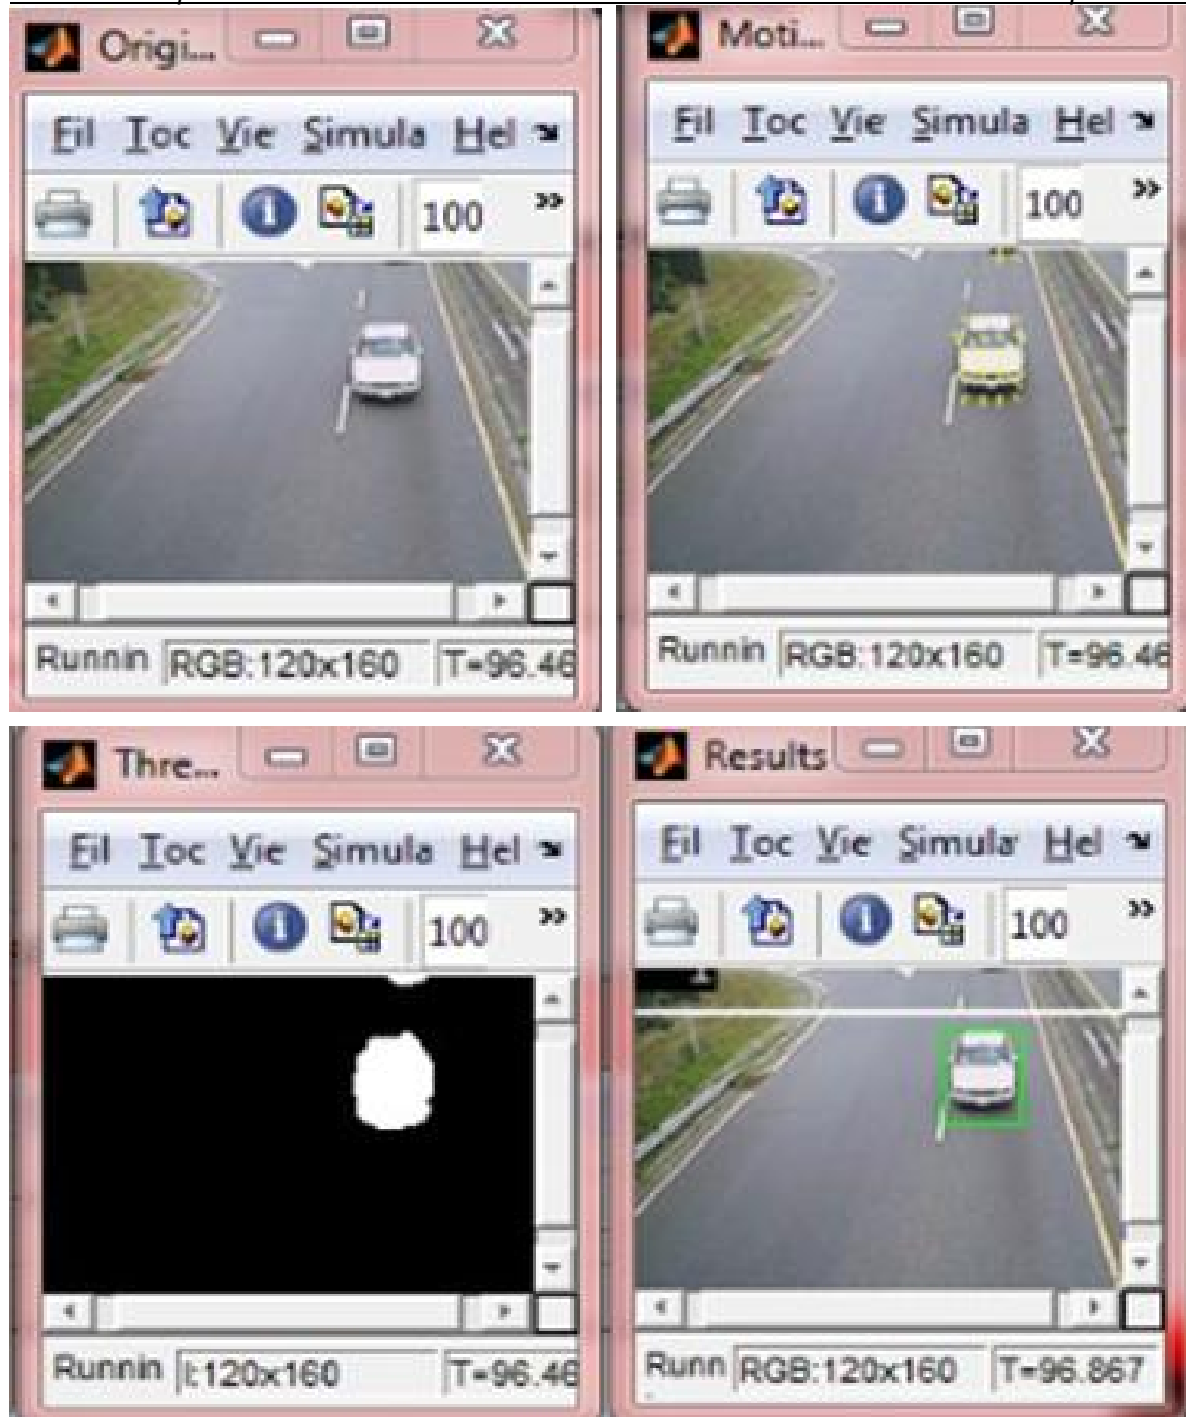 Origi...
Fil Toc Vie Simula Hel
100
Runnin RGB:120x160 T=96.46
Moti...
Fil Toc Vie Simula Hel
100
Runnin RGB:120x160 T=96.46
Thre...
Fil Toc Vie Simula Hel
100
Runnin I:120x160 T=96.46
Results
Fil Toc Vie Simular Hel
100
1
Runn RGB:120x160 T=96.867